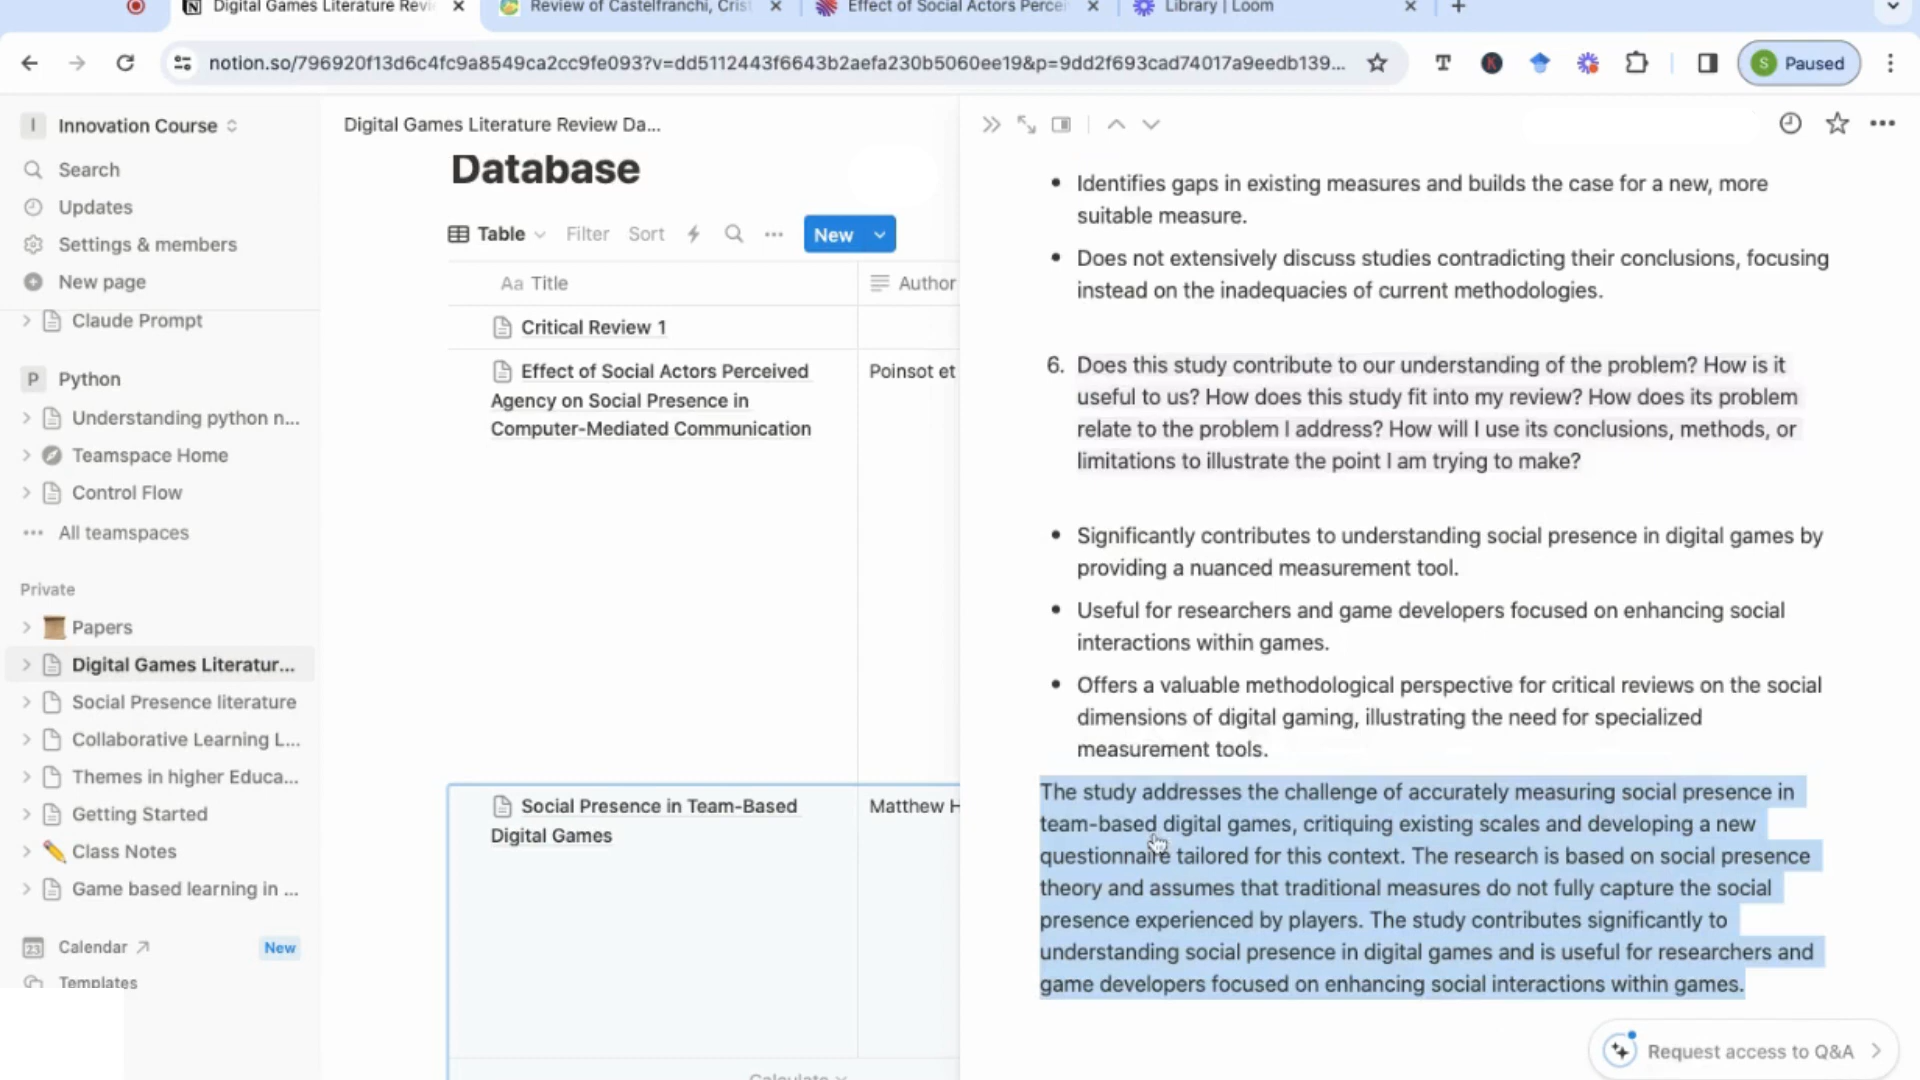 Digital Games Literature Revi
Review of Castelfranchi, Crist
Effect of Social Actors Percei
Library | Loom
notion.so/796920f13d6c4fc9a8549ca2cc9fe093?v=dd5112443f6643b2aefa230b5060ee19&p=9dd2f693cad74017a9eedb139...
T
K
S Paused
I Innovation Course
Search
Updates
Settings & members
New page
Claude Prompt
P Python
Understanding python n...
Teamspace Home
Control Flow
All teamspaces
Private
Papers
Digital Games Literatur...
Social Presence literature
Collaborative Learning L...
Themes in higher Educa...
Getting Started
Class Notes
Game based learning in ...
23 Calendar New
Templates
Digital Games Literature Review Da...
Database
Table Filter Sort New
Aa Title Author
Critical Review 1
Effect of Social Actors Perceived Poinsot et
Agency on Social Presence in
Computer-Mediated Communication
Social Presence in Team-Based Matthew H
Digital Games
Calculate
• Identifies gaps in existing measures and builds the case for a new, more
suitable measure.
• Does not extensively discuss studies contradicting their conclusions, focusing
instead on the inadequacies of current methodologies.
6. Does this study contribute to our understanding of the problem? How is it
useful to us? How does this study fit into my review? How does its problem
relate to the problem I address? How will I use its conclusions, methods, or
limitations to illustrate the point I am trying to make?
• Significantly contributes to understanding social presence in digital games by
providing a nuanced measurement tool.
• Useful for researchers and game developers focused on enhancing social
interactions within games.
• Offers a valuable methodological perspective for critical reviews on the social
dimensions of digital gaming, illustrating the need for specialized
measurement tools.
The study addresses the challenge of accurately measuring social presence in
team-based digital games, critiquing existing scales and developing a new
questionnaire tailored for this context. The research is based on social presence
theory and assumes that traditional measures do not fully capture the social
presence experienced by players. The study contributes significantly to
understanding social presence in digital games and is useful for researchers and
game developers focused on enhancing social interactions within games.
Request access to Q&A